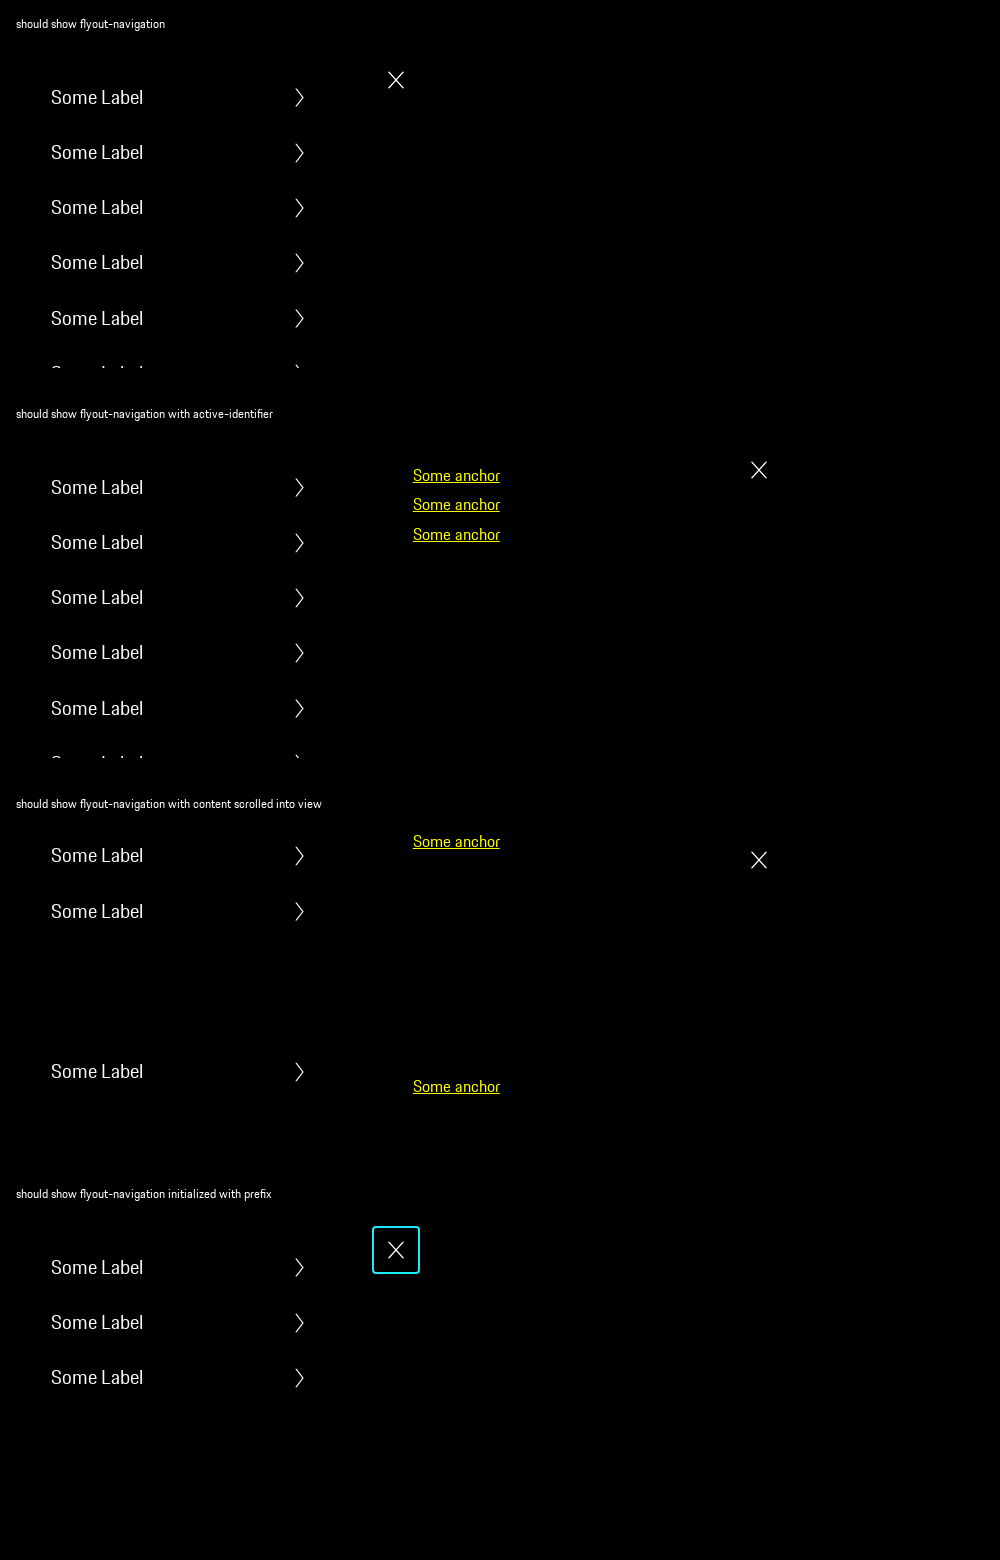 should show flyout-navigation
Some Label
Some Label
Some Label
Some Label
Some Label
should show flyout-navigation with active-identifier
Some Label
Some anchor
Some anchor
Some anchor
Some Label
Some Label
Some Label
Some Label
should show flyout-navigation with content scrolled into view
Some Label
Some anchor
Some Label
Some Label
Some anchor
should show flyout-navigation initialized with prefix
Some Label
Some Label
Some Label